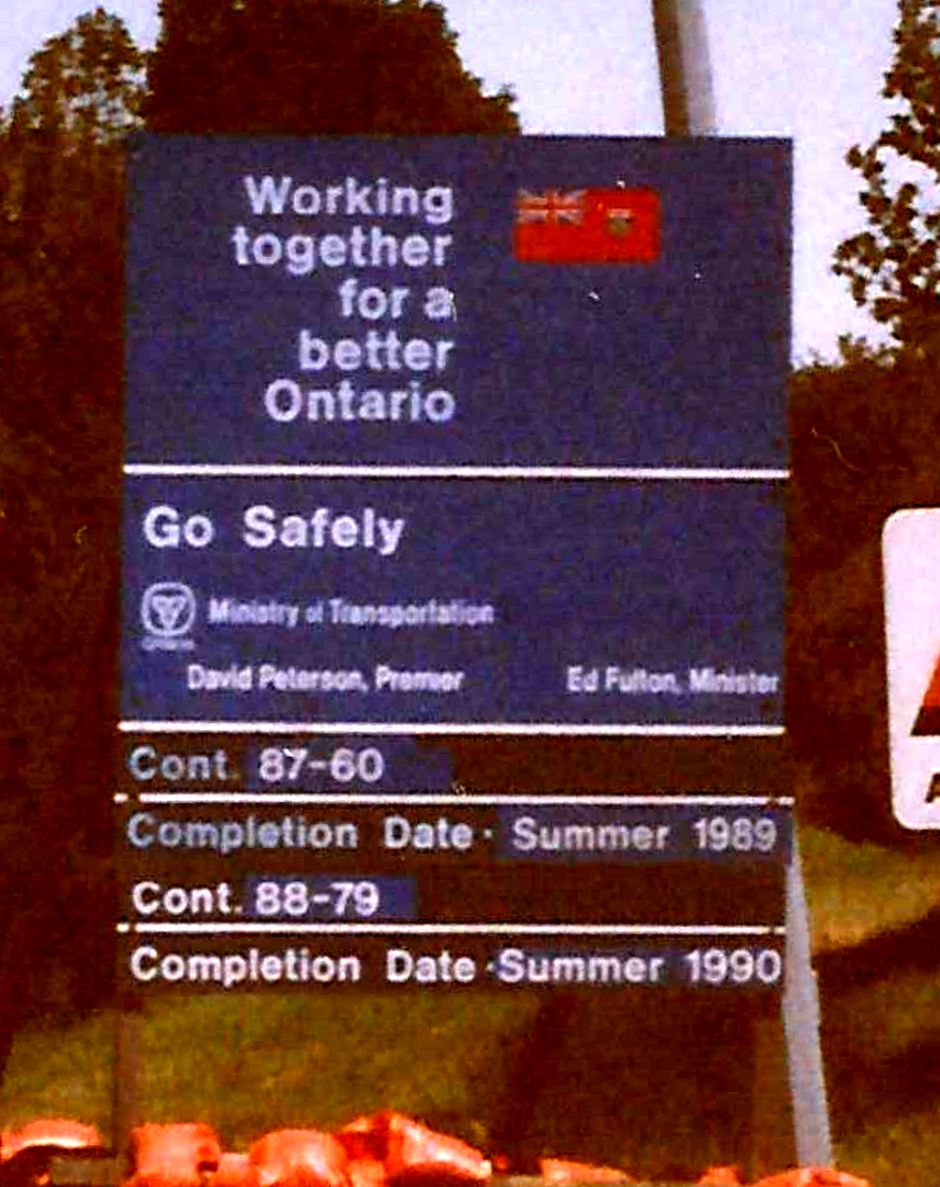 Working
together
for a
better
Ontario
Go Safely
Ministry of Transportation
David Peterson, Premier
Ed Fulton, Minister
Cont. 87-60
Completion Date · Summer 1989
Cont. 88-79
Completion Date · Summer 1990